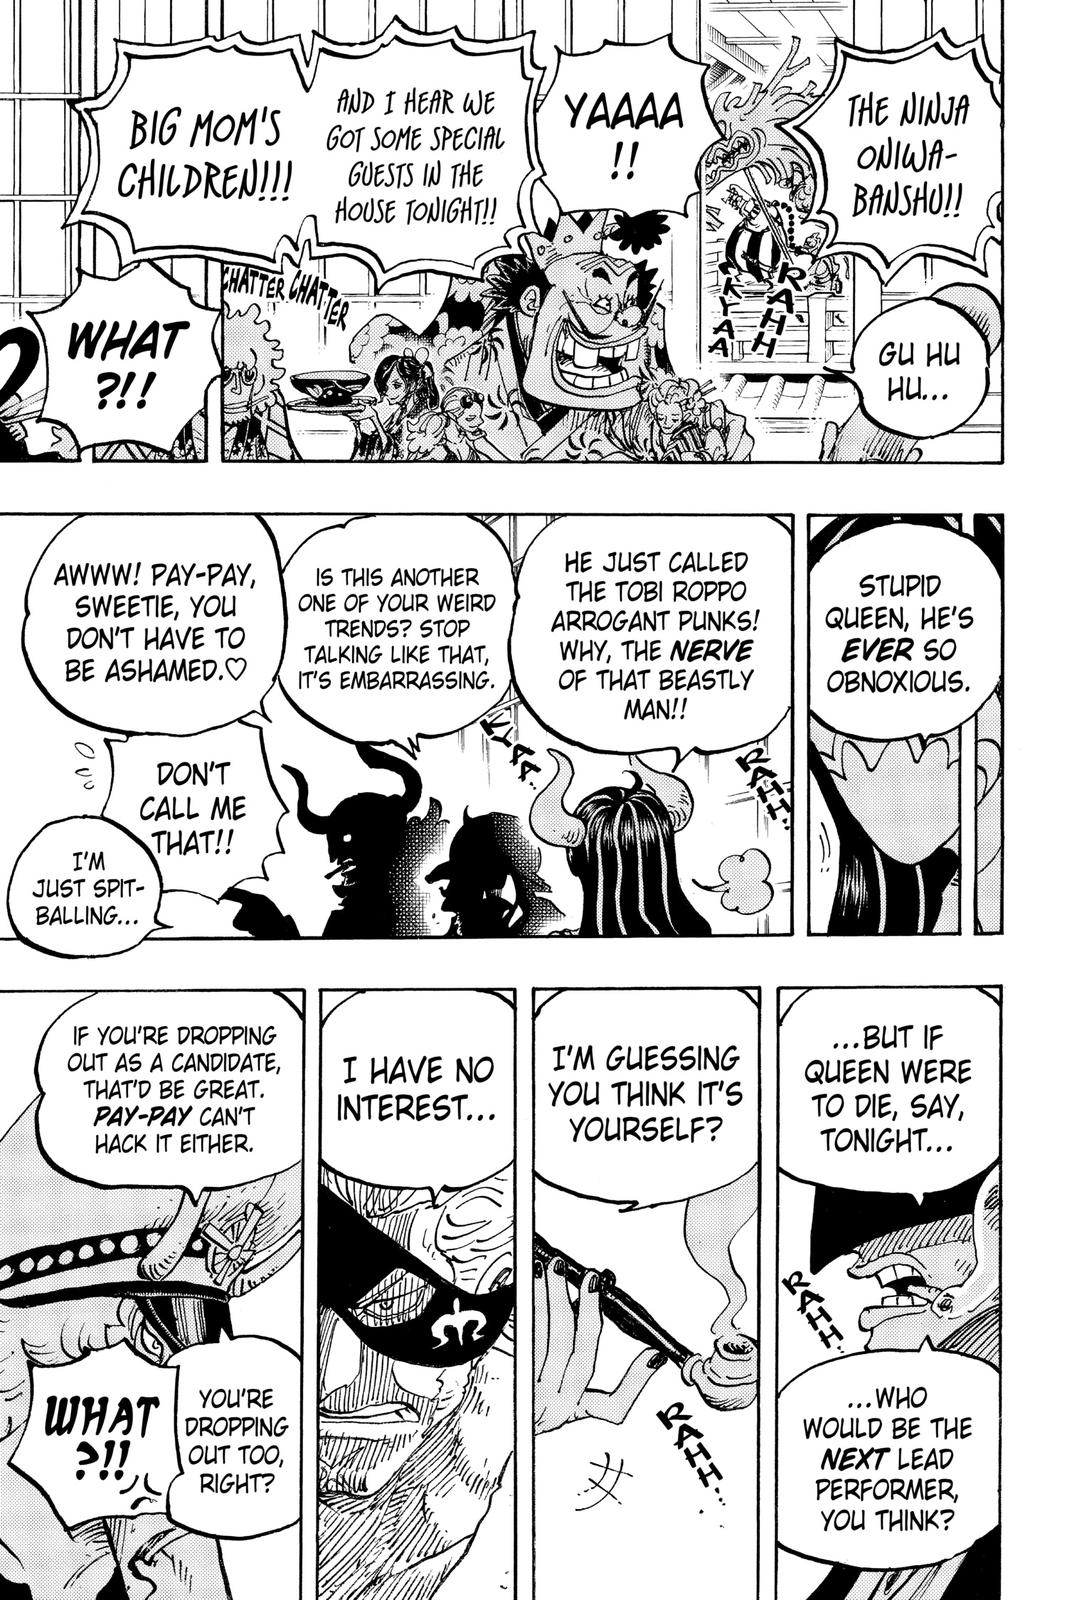 THE NINJA
ONIWA-
BANSHU!!
GU HU
HU...
RAHH
KYAA
YAAAA
!!
AND I HEAR WE
GOT SOME SPECIAL
GUESTS IN THE
HOUSE TONIGHT!!
BIG MOM'S
CHILDREN!!!
CHATTER CHATTER
WHAT
?!!
STUPID
QUEEN, HE'S
EVER SO
OBNOXIOUS.
HE JUST CALLED
THE TOBI ROPPO
ARROGANT PUNKS!
WHY, THE NERVE
OF THAT BEASTLY
MAN!!
RAHH..
KYAA..
IS THIS ANOTHER
ONE OF YOUR WEIRD
TRENDS? STOP
TALKING LIKE THAT,
IT'S EMBARRASSING.
AWWW! PAY-PAY,
SWEETIE, YOU
DON'T HAVE TO
BE ASHAMED.♡
DON'T
CALL ME
THAT!!
I'M
JUST SPIT-
BALLING...
...BUT IF
QUEEN WERE
TO DIE, SAY,
TONIGHT...
RAHH..
...WHO
WOULD BE THE
NEXT LEAD
PERFORMER,
YOU THINK?
I'M GUESSING
YOU THINK IT'S
YOURSELF?
RAHH..
I HAVE NO
INTEREST...
IF YOU'RE DROPPING
OUT AS A CANDIDATE,
THAT'D BE GREAT.
PAY-PAY CAN'T
HACK IT EITHER.
YOU'RE
DROPPING
OUT TOO,
RIGHT?
WHAT
?!!